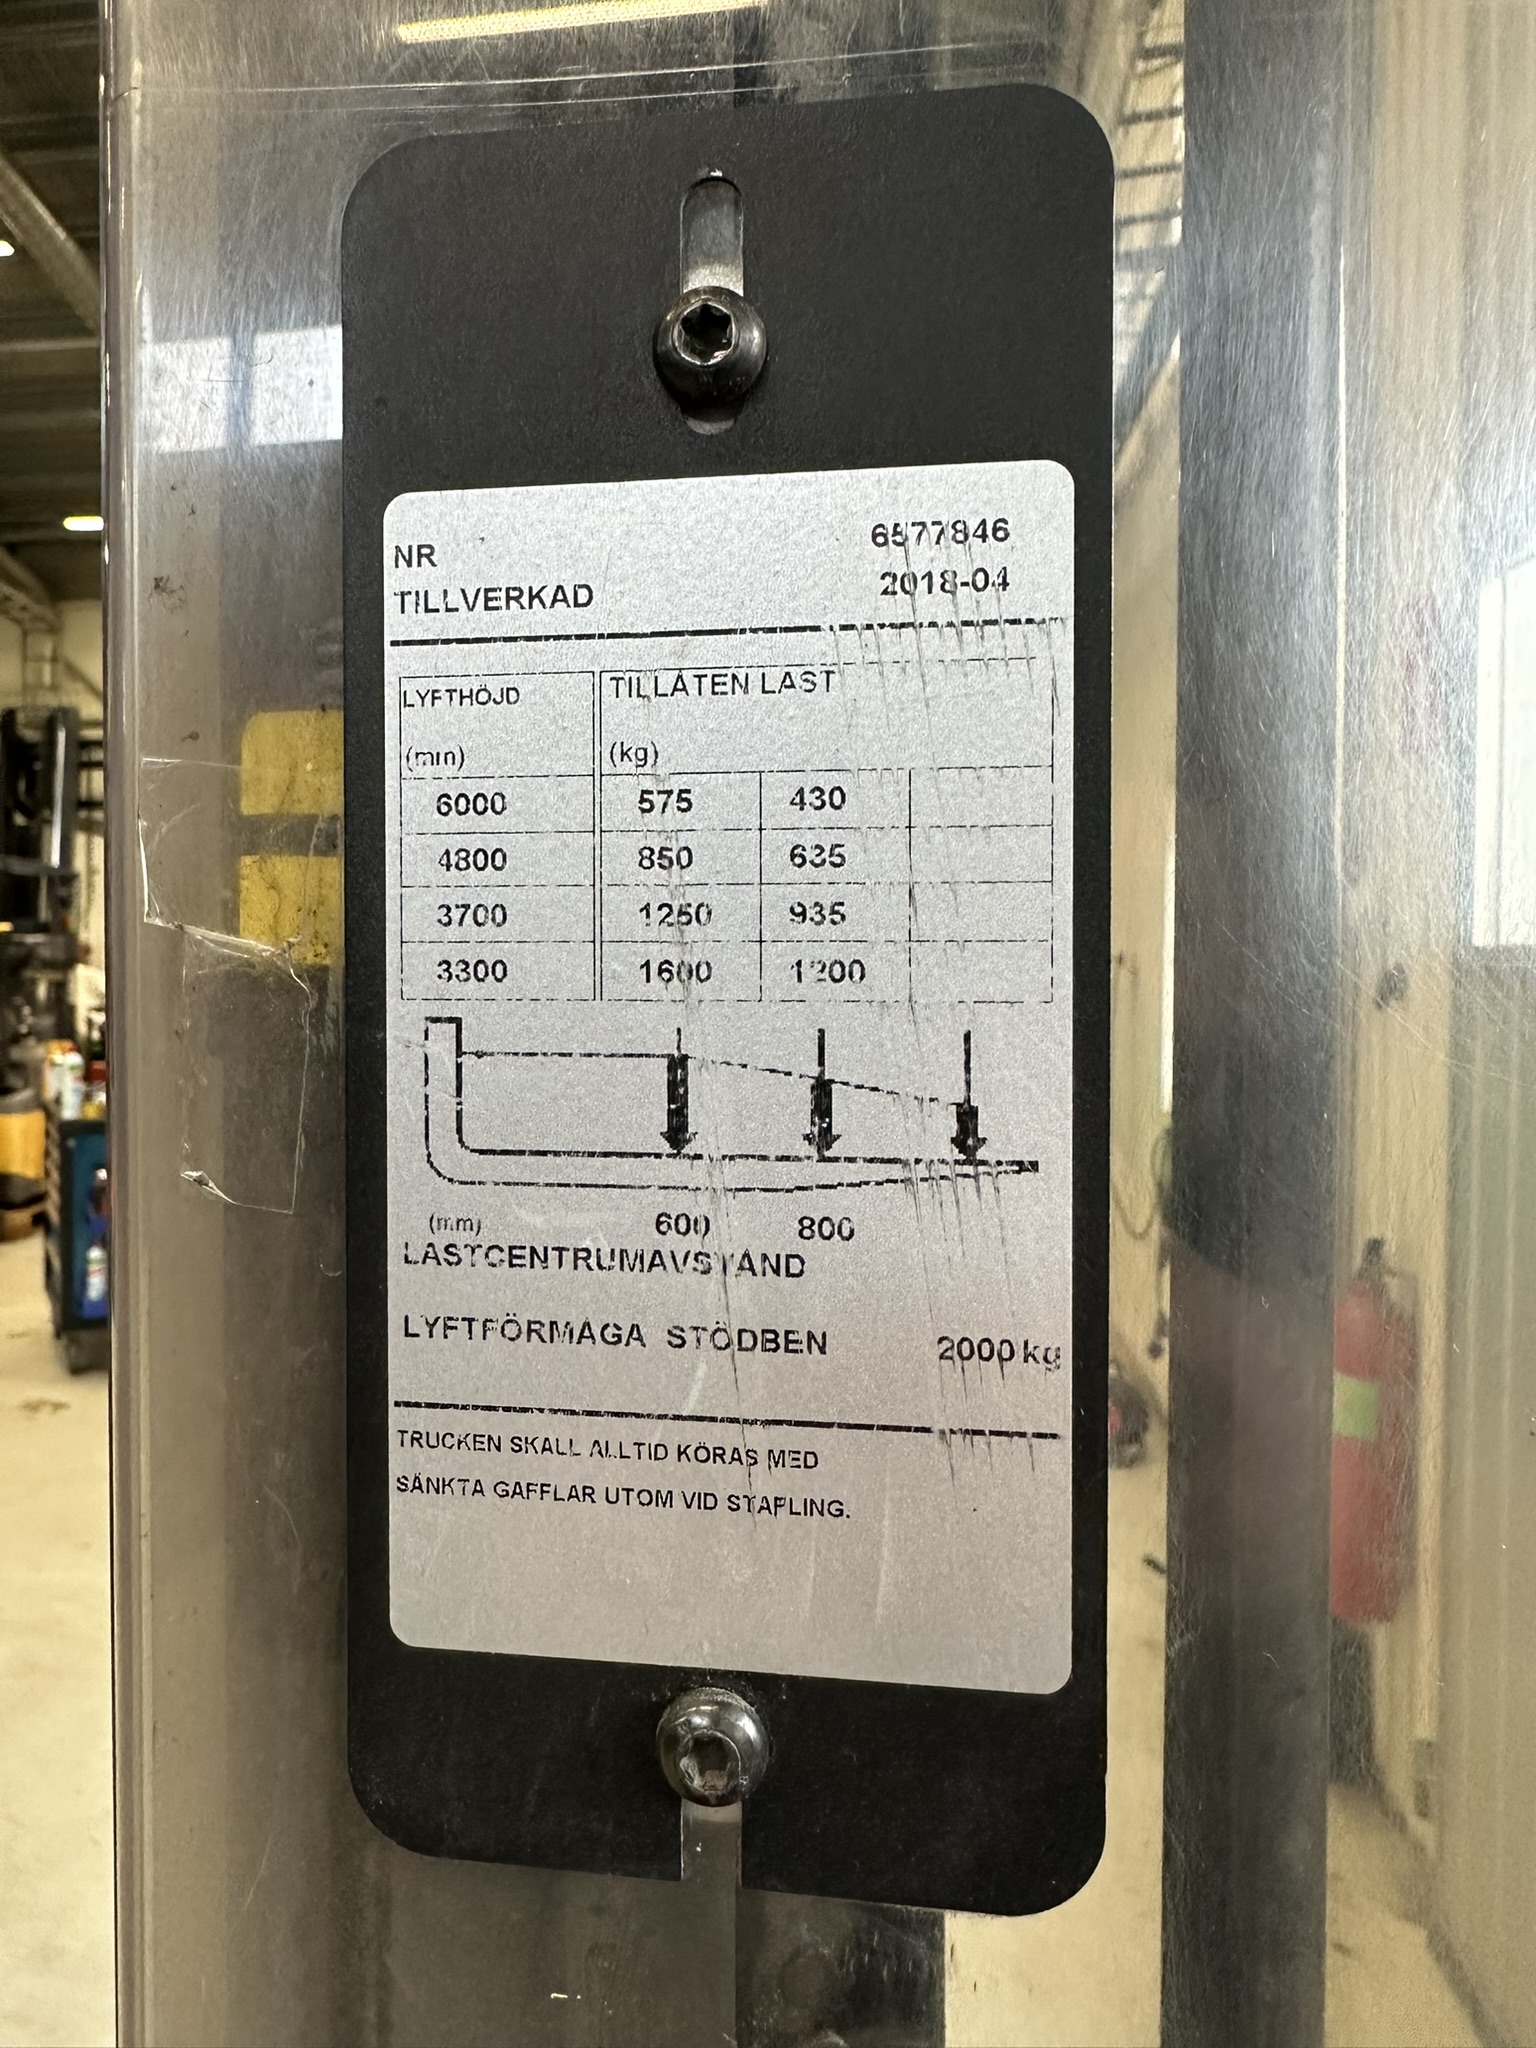 NR 6577846
TILLVERKAD 2018-04
LYFTHÖJD TILLÅTEN LAST
(mm) (kg)
6000 575 430
4800 850 635
3700 1250 935
3300 1600 1200
(mm) 600 800
LASTCENTRUMAVSTÅND
LYFTFÖRMÅGA STÖDBEN 2000 kg
TRUCKEN SKALL ALLTID KÖRAS MED
SÄNKTA GAFFLAR UTOM VID STAPLING.